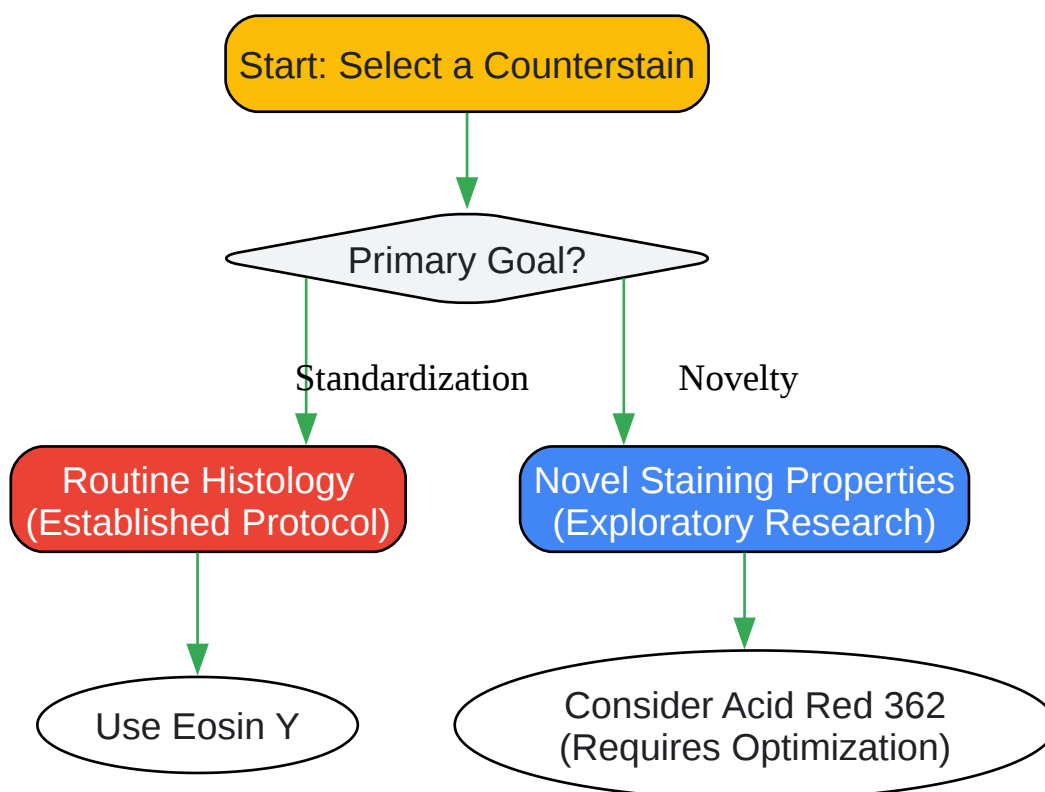 Start: Select a Counterstain
Primary Goal?
Standardization
Novelty
Routine Histology
(Established Protocol)
Novel Staining Properties
(Exploratory Research)
Use Eosin Y
Consider Acid Red 362
(Requires Optimization)